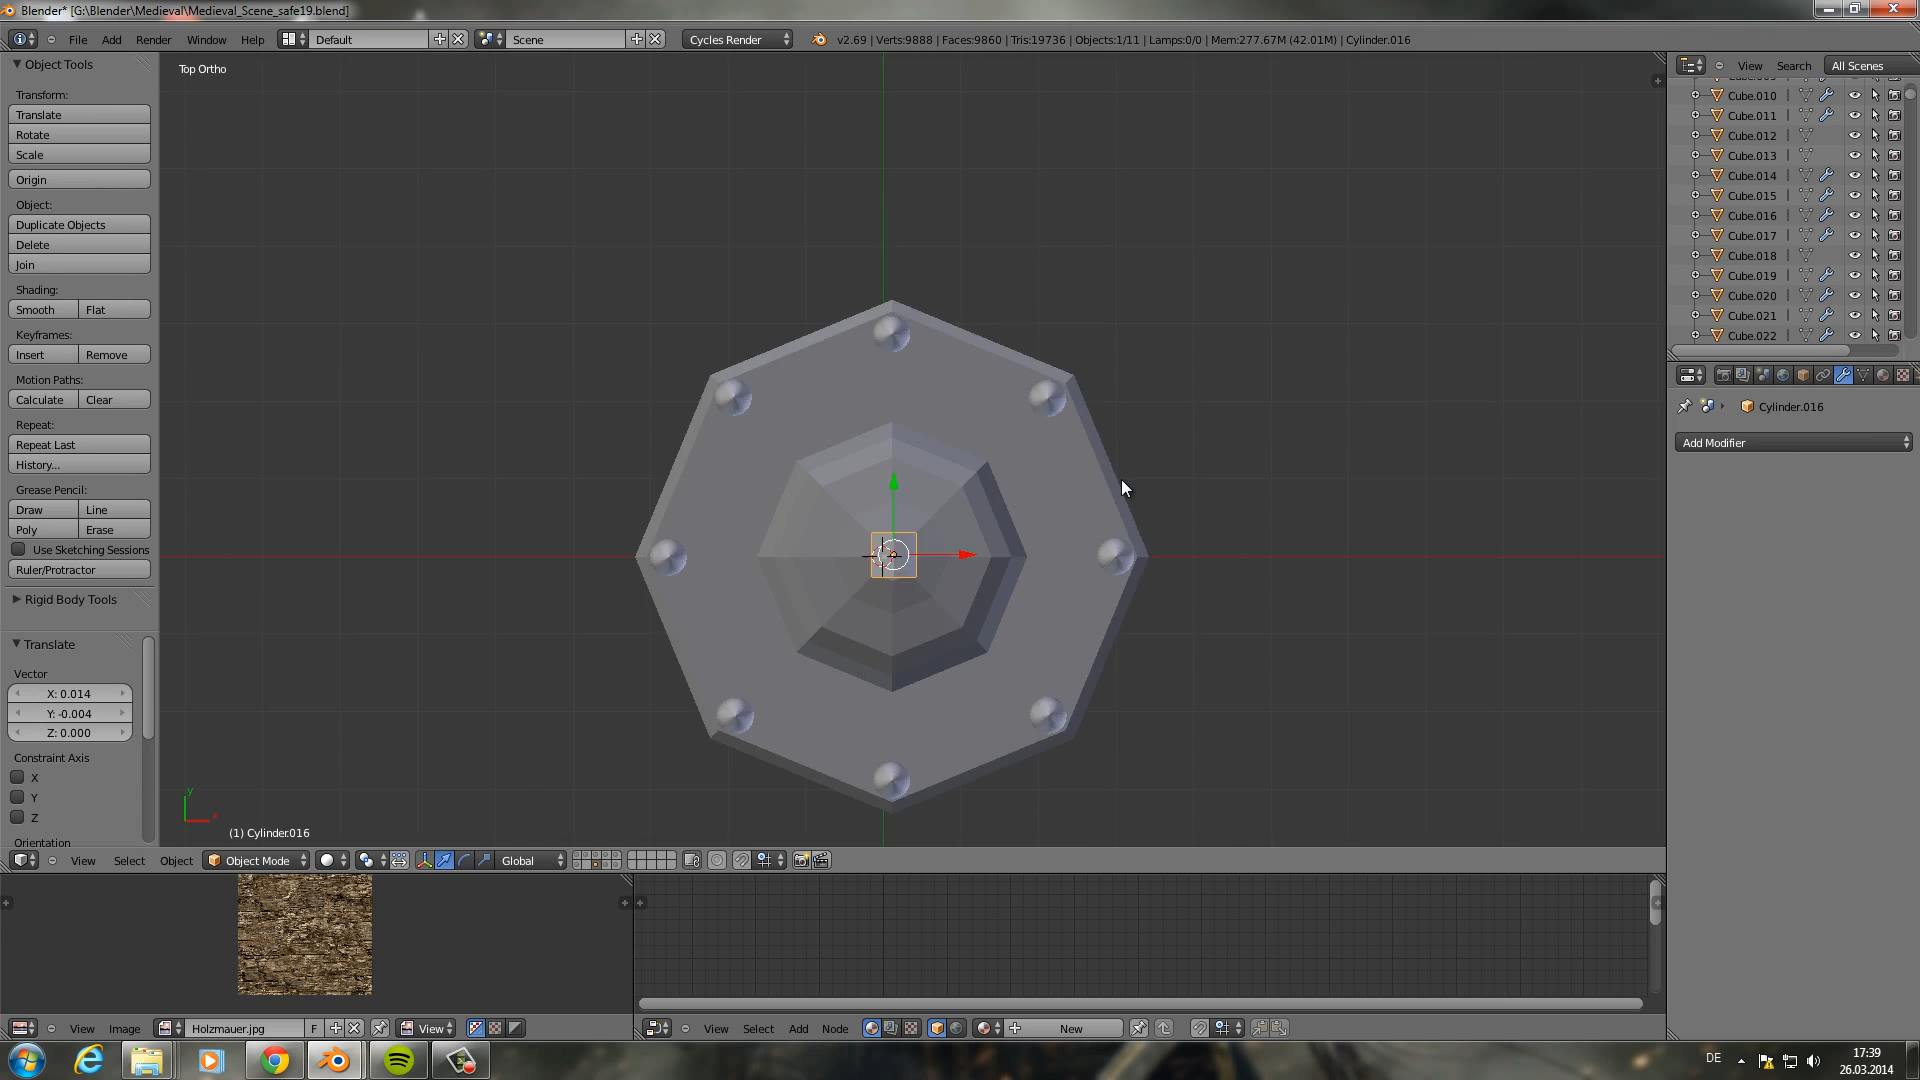 Blender* [G:\Blender\Medieval\Medieval_Scene_safe19.blend]
File Add Render Window Help Default Scene Cycles Render v2.69 | Verts:9888 | Faces:9860 | Tris:19736 | Objects:1/11 | Lamps:0/0 | Mem:277.67M (42.01M) | Cylinder.016
Object Tools
Transform:
Translate
Rotate
Scale
Origin
Object:
Duplicate Objects
Delete
Join
Shading:
Smooth Flat
Keyframes:
Insert Remove
Motion Paths:
Calculate Clear
Repeat:
Repeat Last
History...
Grease Pencil:
Draw Line
Poly Erase
Use Sketching Sessions
Ruler/Protractor
Rigid Body Tools
Translate
Vector
X: 0.014
Y: -0.004
Z: 0.000
Constraint Axis
X
Y
Z
Orientation
Top Ortho
y
x
(1) Cylinder.016
View Select Object Object Mode Global
View Search All Scenes
Cube.010
Cube.011
Cube.012
Cube.013
Cube.014
Cube.015
Cube.016
Cube.017
Cube.018
Cube.019
Cube.020
Cube.021
Cube.022
Cylinder.016
Add Modifier
View Image Holzmauer.jpg F View
View Select Add Node New
DE
17:39
26.03.2014